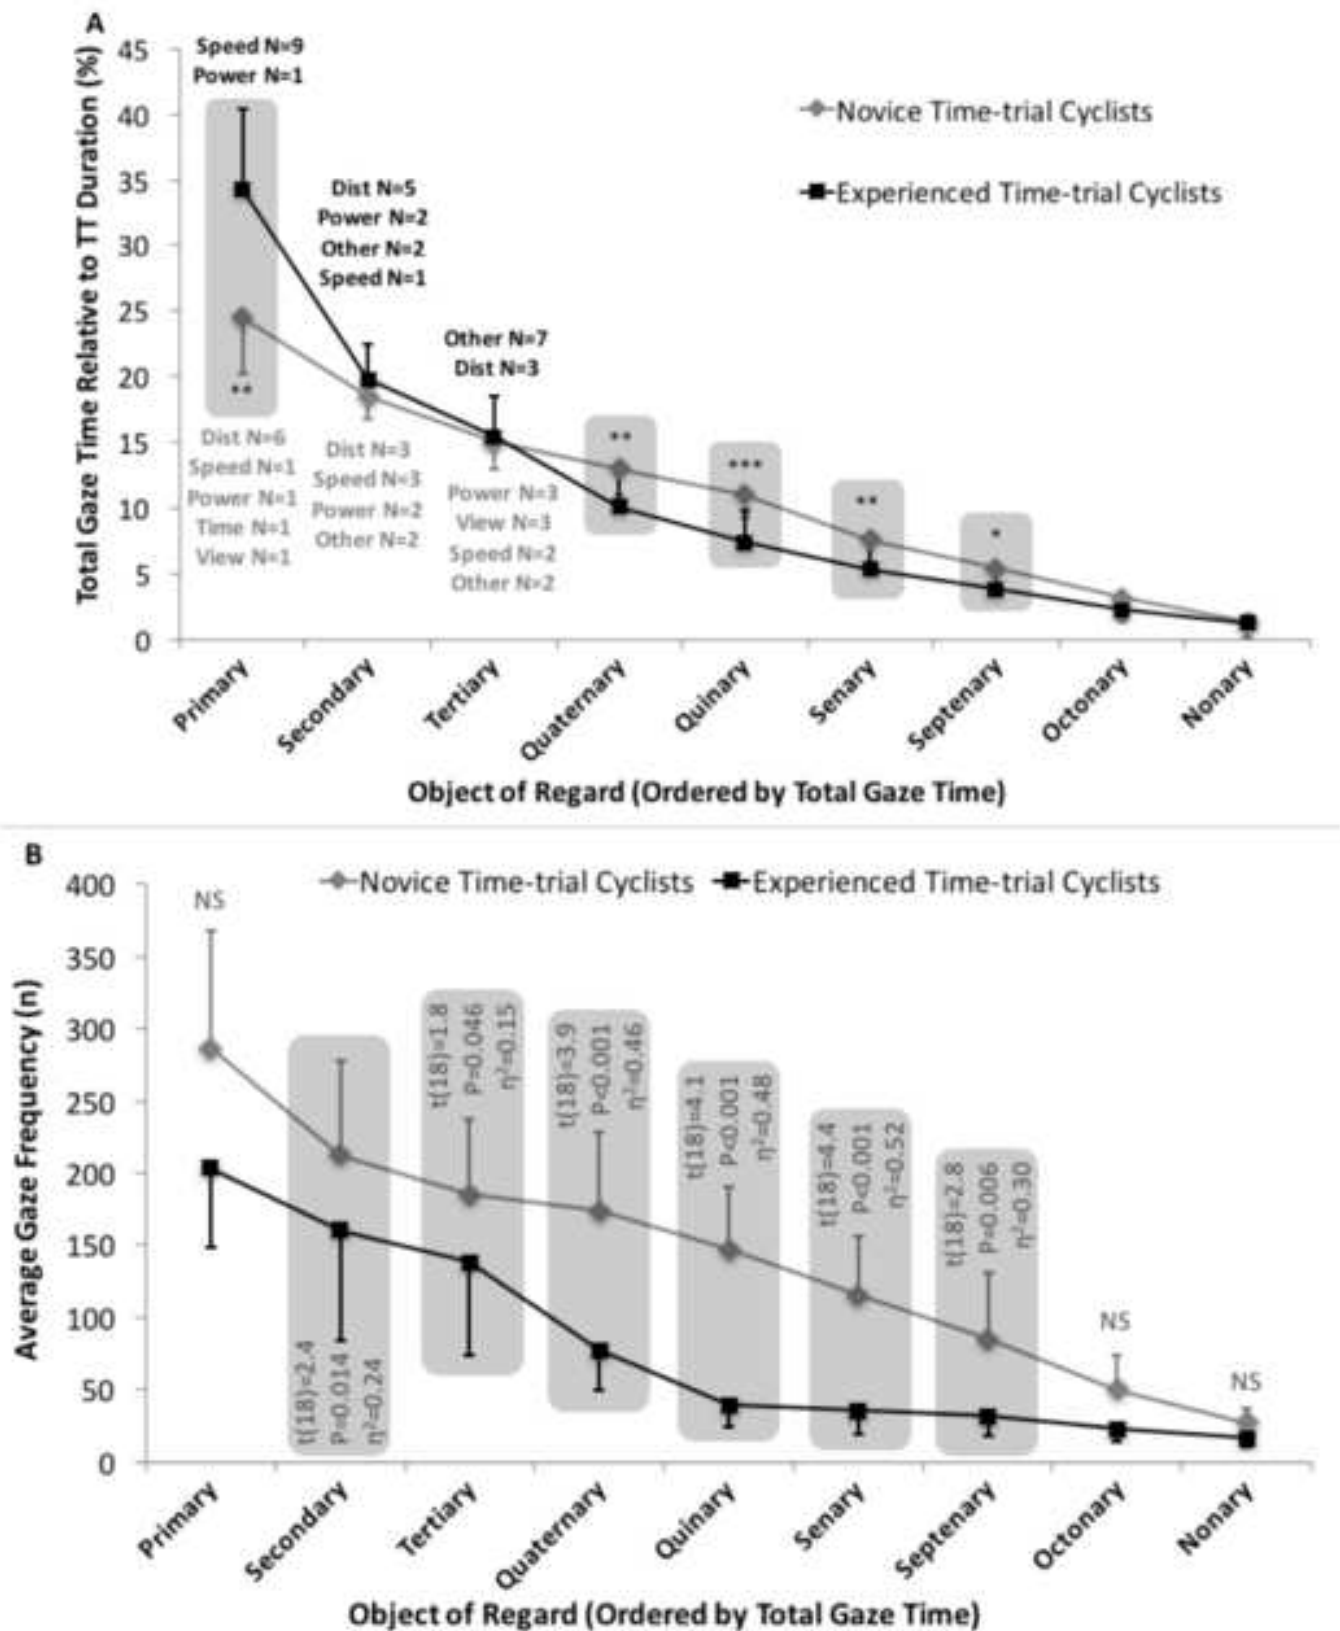 A
Total Gaze Time Relative to TT Duration (%)
45
40
35
30
25
20
15
10
5
0
Speed N=9
Power N=1
Dist N=5
Power N=2
Other N=2
Speed N=1
Other N=7
Dist N=3
Novice Time-trial Cyclists
Experienced Time-trial Cyclists
**
Dist N=6
Speed N=1
Power N=1
Time N=1
View N=1
Dist N=3
Speed N=3
Power N=2
Other N=2
Power N=3
View N=3
Speed N=2
Other N=2
**
***
**
*
Primary
Secondary
Tertiary
Quaternary
Quinary
Senary
Septenary
Octonary
Nonary
Object of Regard (Ordered by Total Gaze Time)
B
Novice Time-trial Cyclists
Experienced Time-trial Cyclists
Average Gaze Frequency (n)
400
350
300
250
200
150
100
50
0
NS
t(18)=2.4
P=0.014
η²=0.24
t(18)=1.8
P=0.046
η²=0.15
t(18)=3.9
P<0.001
η²=0.46
t(18)=4.1
P<0.001
η²=0.48
t(18)=4.4
P<0.001
η²=0.52
t(18)=2.8
P=0.006
η²=0.30
NS
NS
Primary
Secondary
Tertiary
Quaternary
Quinary
Senary
Septenary
Octonary
Nonary
Object of Regard (Ordered by Total Gaze Time)